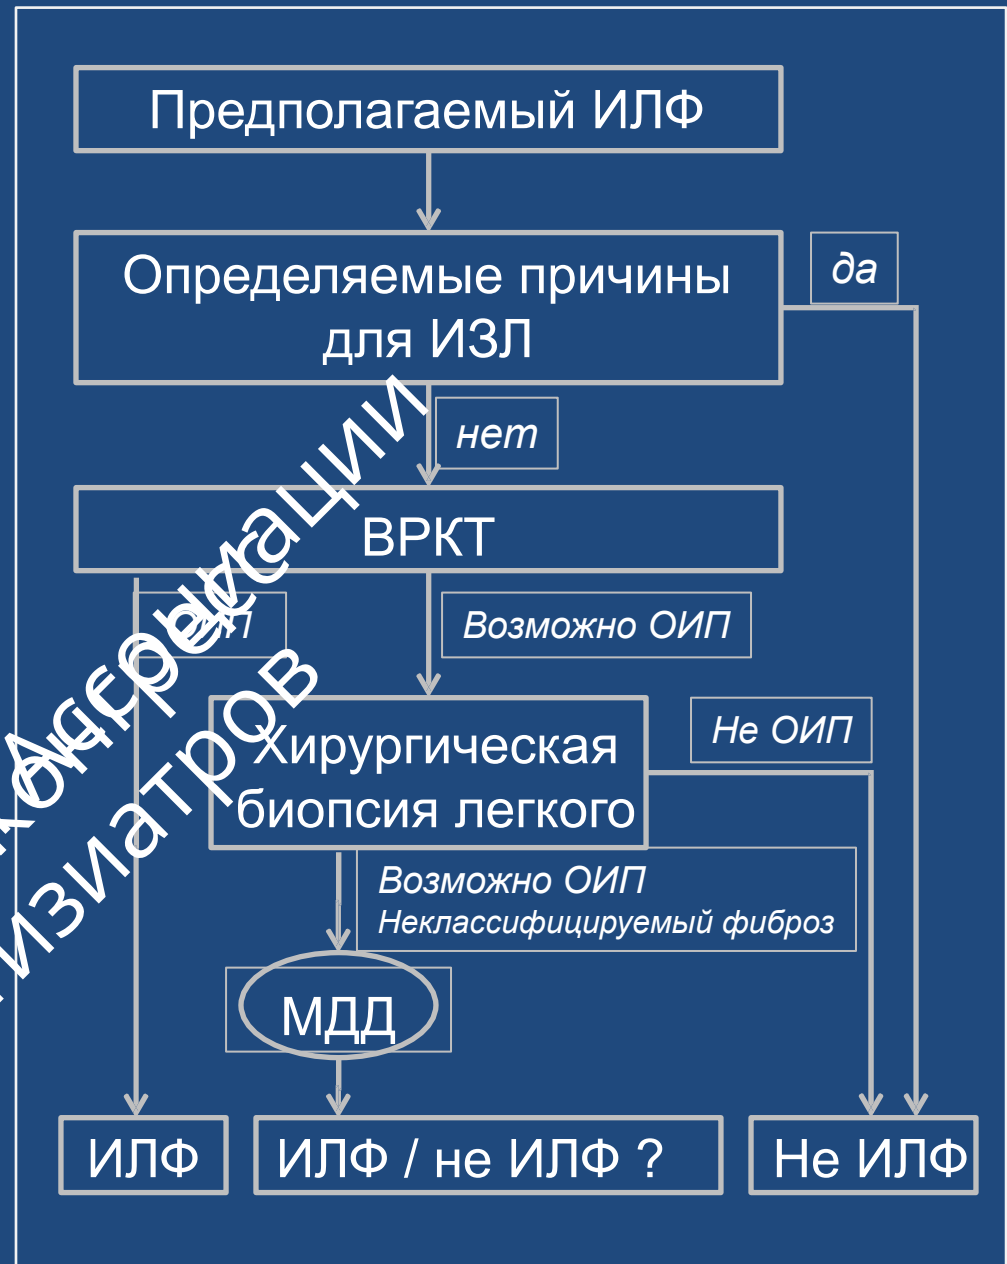 Предполагаемый ИЛФ
Определяемые причины
для ИЗЛ
да
нет
ВРКТ
Возможно ОИП
Не ОИП
Хирургическая
биопсия легкого
Возможно ОИП
Неклассифицируемый фиброз
МДД
ИЛФ
ИЛФ / не ИЛФ ?
Не ИЛФ